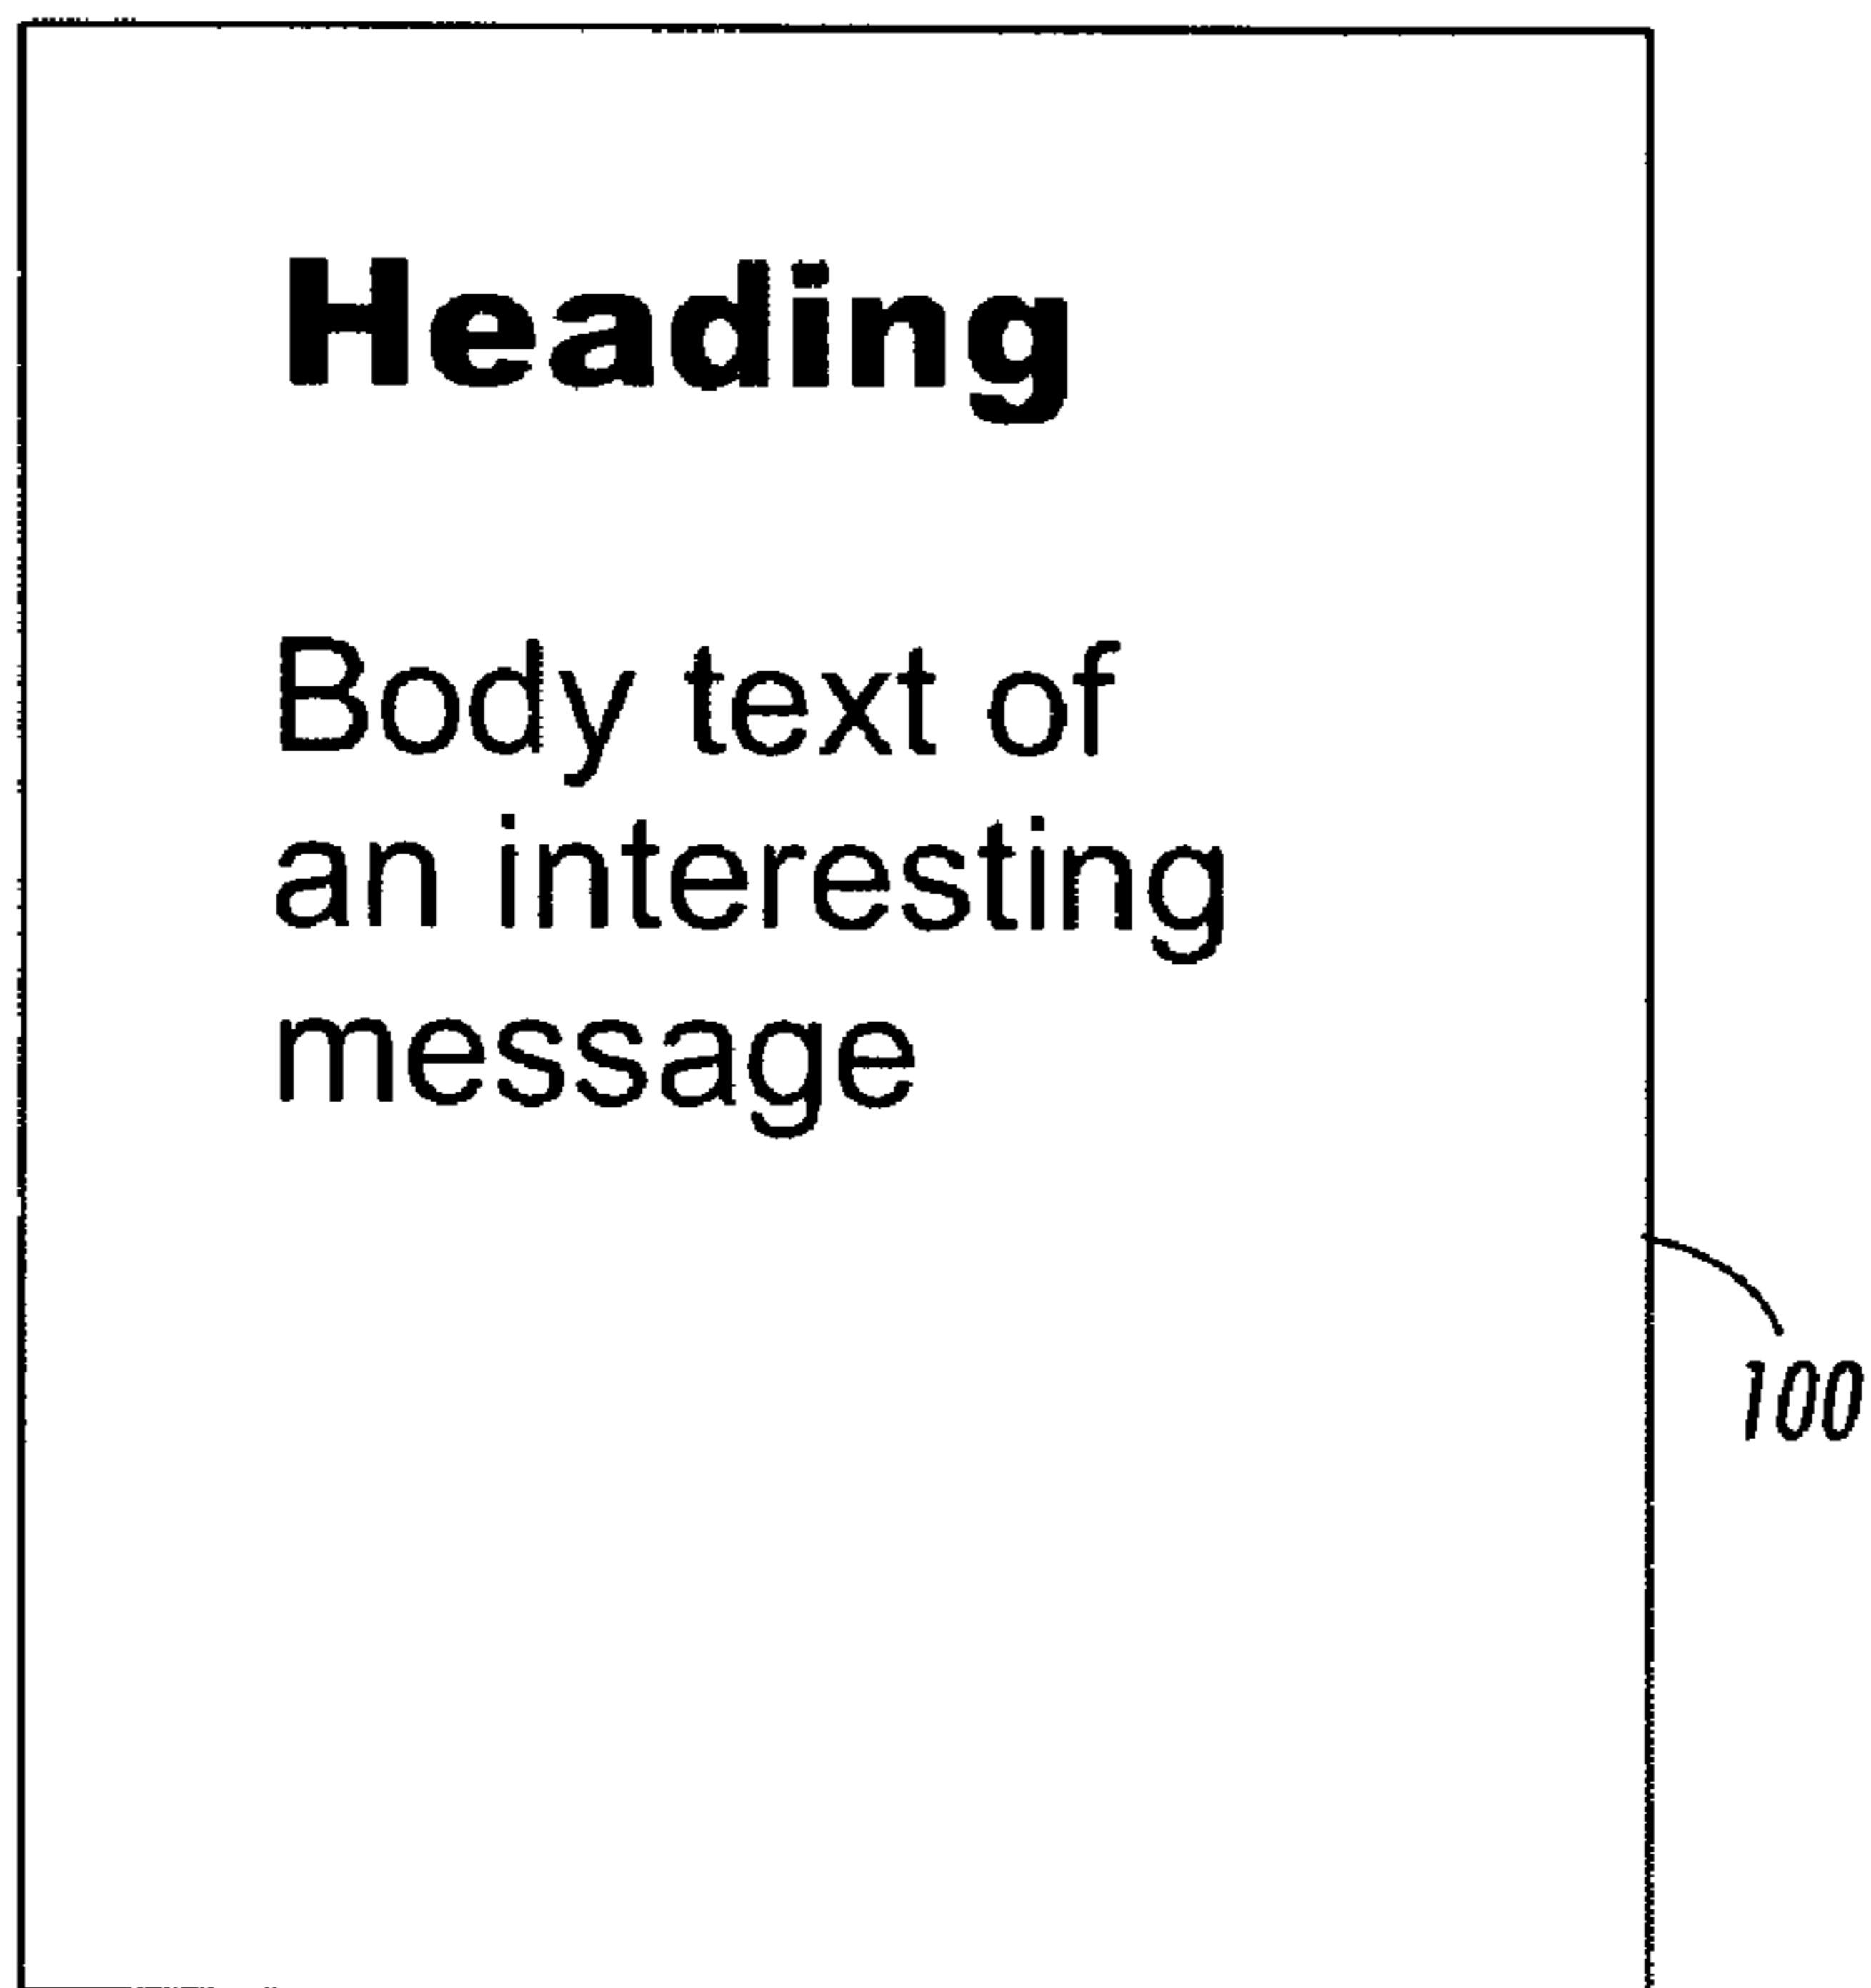 Heading
Body text of
an interesting
message
100